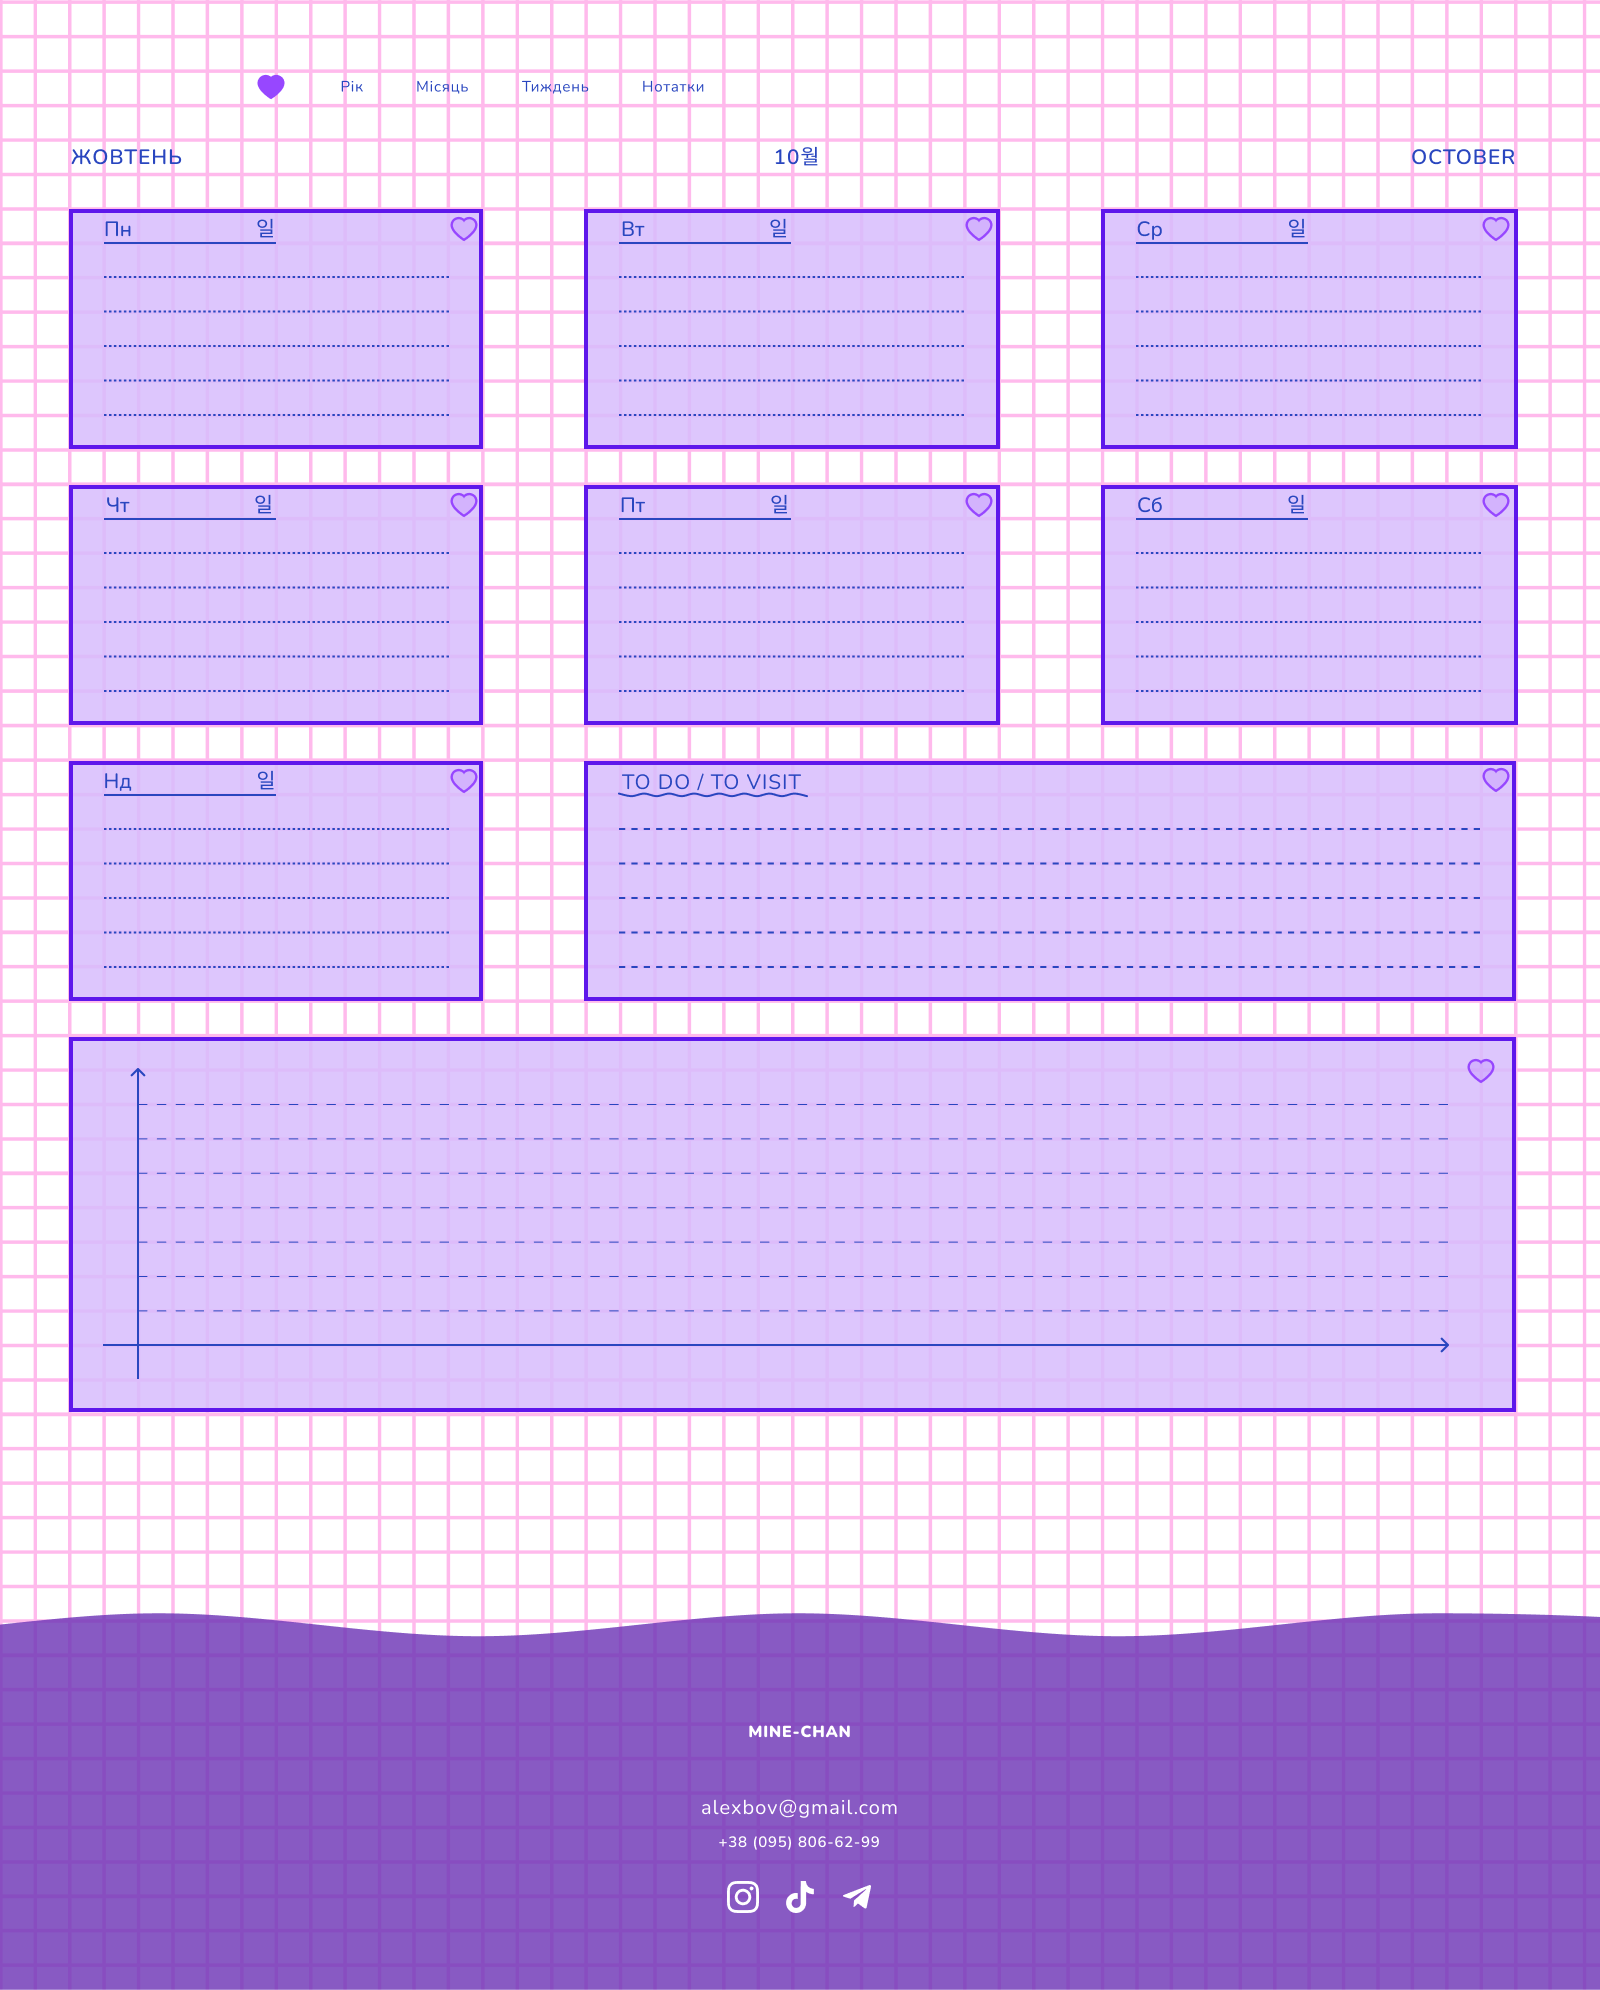 Рік Місяць Тиждень Нотатки
ЖОВТЕНЬ 10월 OCTOBER
Пн 일 Вт 일 Ср 일
Чт 일 Пт 일 Сб 일
Нд 일 TO DO / TO VISIT
MINE-CHAN
alexbov@gmail.com
+38 (095) 806-62-99